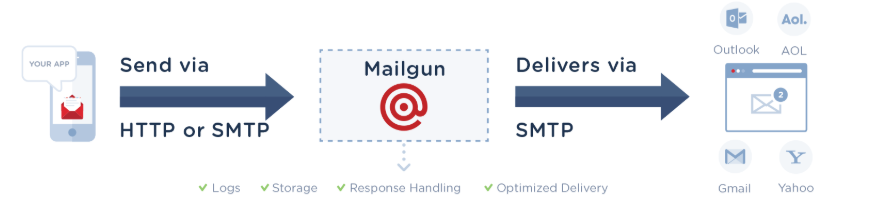 YOUR APP
Send via
HTTP or SMTP
Mailgun
Logs
Storage
Response Handling
Optimized Delivery
Delivers via
SMTP
Aol.
Outlook
AOL
2
Gmail
Yahoo